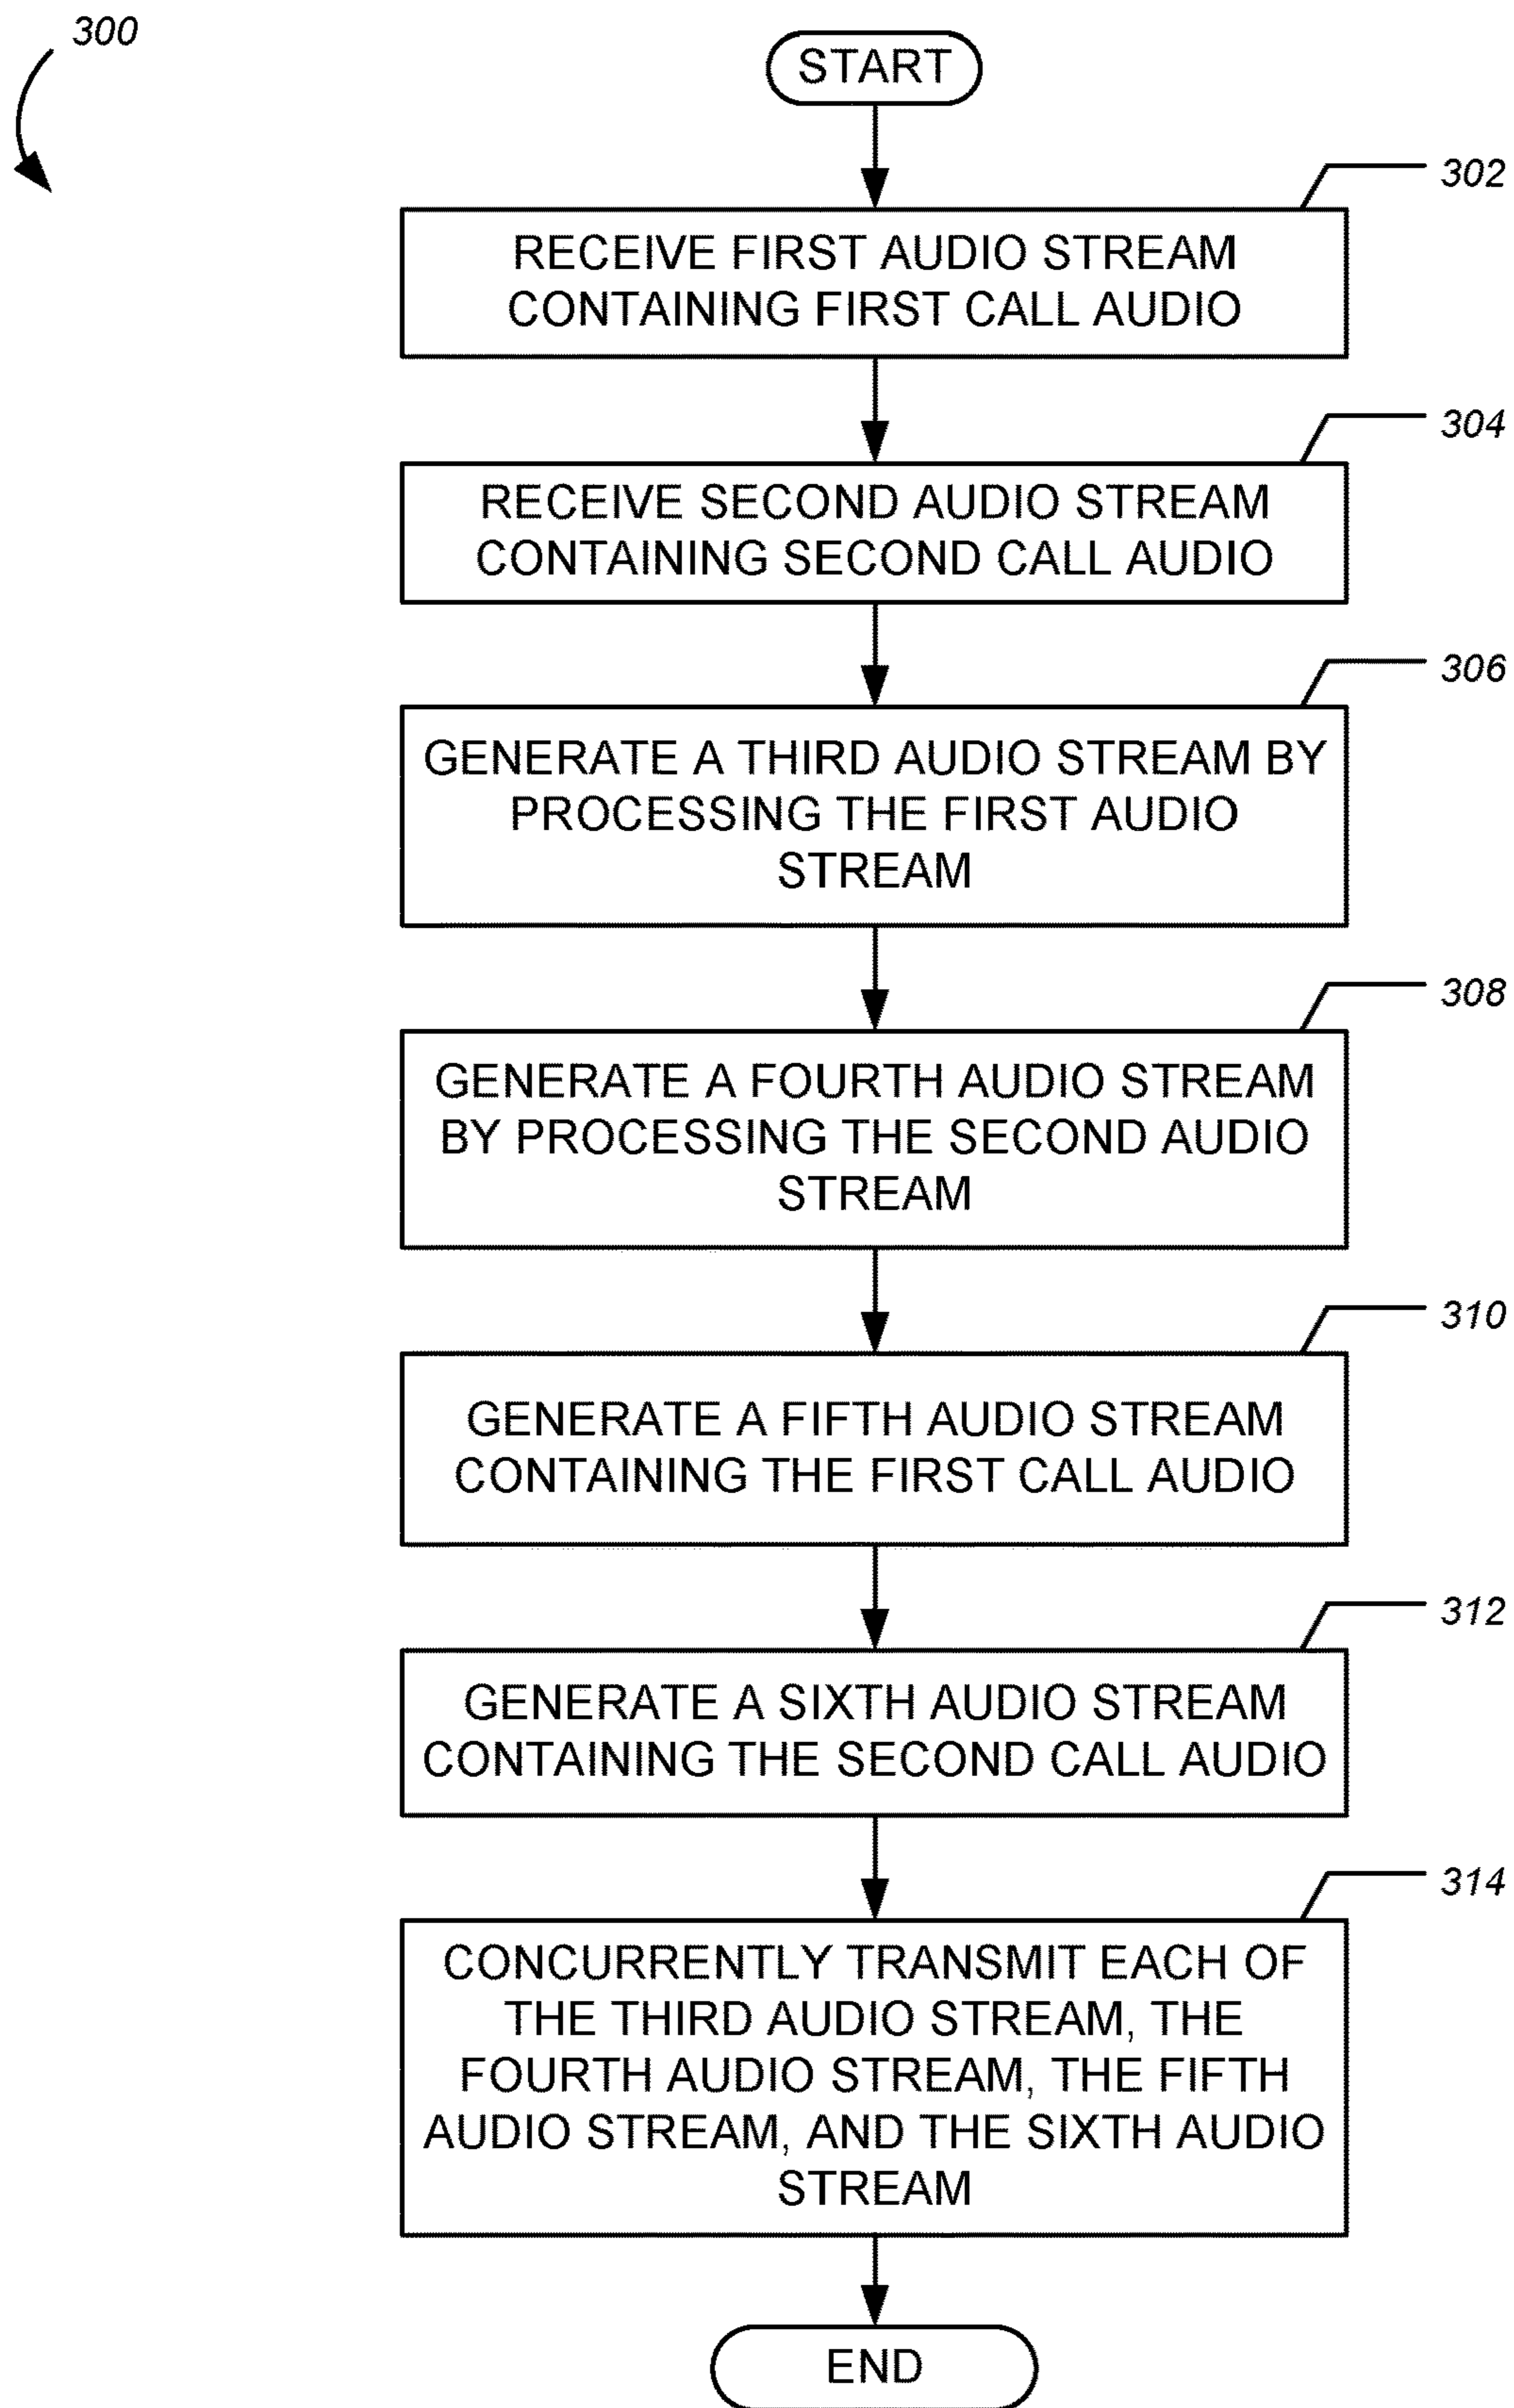 300
START
302
RECEIVE FIRST AUDIO STREAM
CONTAINING FIRST CALL AUDIO
304
RECEIVE SECOND AUDIO STREAM
CONTAINING SECOND CALL AUDIO
306
GENERATE A THIRD AUDIO STREAM BY
PROCESSING THE FIRST AUDIO
STREAM
308
GENERATE A FOURTH AUDIO STREAM
BY PROCESSING THE SECOND AUDIO
STREAM
310
GENERATE A FIFTH AUDIO STREAM
CONTAINING THE FIRST CALL AUDIO
312
GENERATE A SIXTH AUDIO STREAM
CONTAINING THE SECOND CALL AUDIO
314
CONCURRENTLY TRANSMIT EACH OF
THE THIRD AUDIO STREAM, THE
FOURTH AUDIO STREAM, THE FIFTH
AUDIO STREAM, AND THE SIXTH AUDIO
STREAM
END